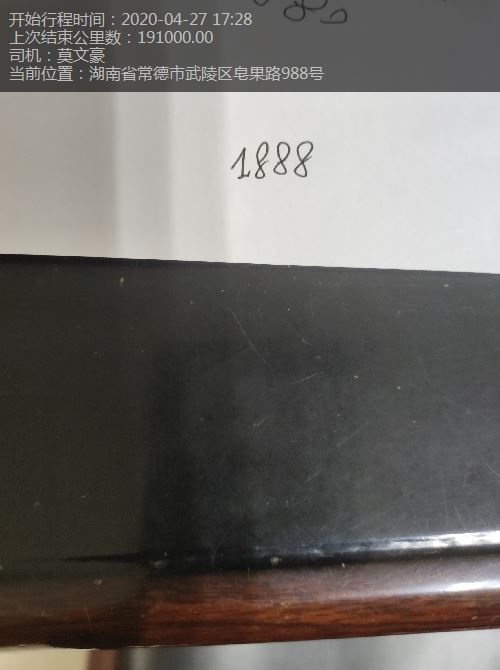 开始行程时间：2020-04-27 17:28
上次结束公里数：191000.00
司机：莫文豪
当前位置：湖南省常德市武陵区皂果路988号
1888